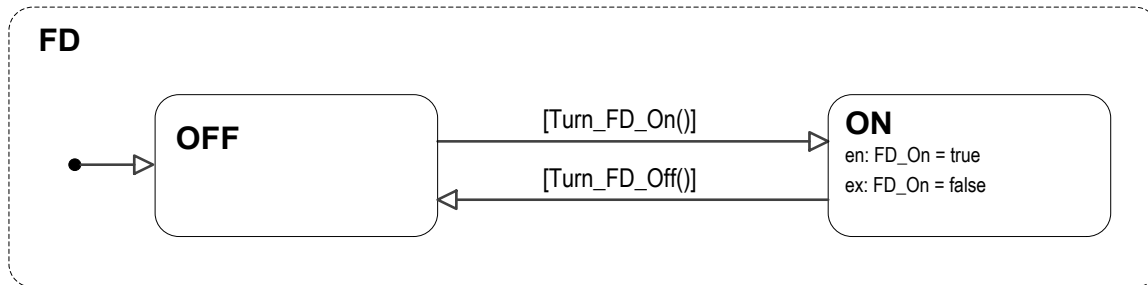 FD
OFF
[Turn_FD_On()]
[Turn_FD_Off()]
ON
en: FD_On = true
ex: FD_On = false